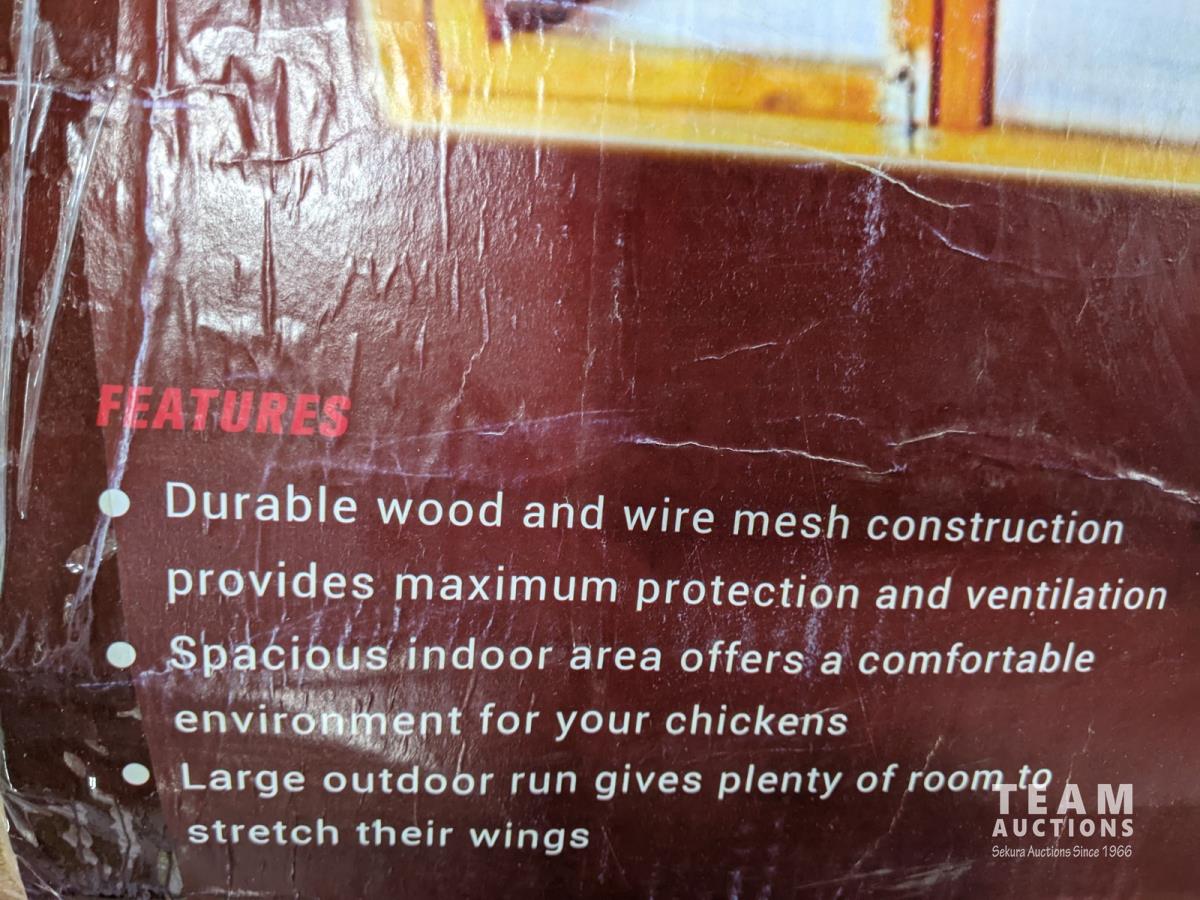 FEATURES
● Durable wood and wire mesh construction
provides maximum protection and ventilation
● Spacious indoor area offers a comfortable
environment for your chickens
● Large outdoor run gives plenty of room to
stretch their wings
TEAM
AUCTIONS
Sekura Auctions Since 1966